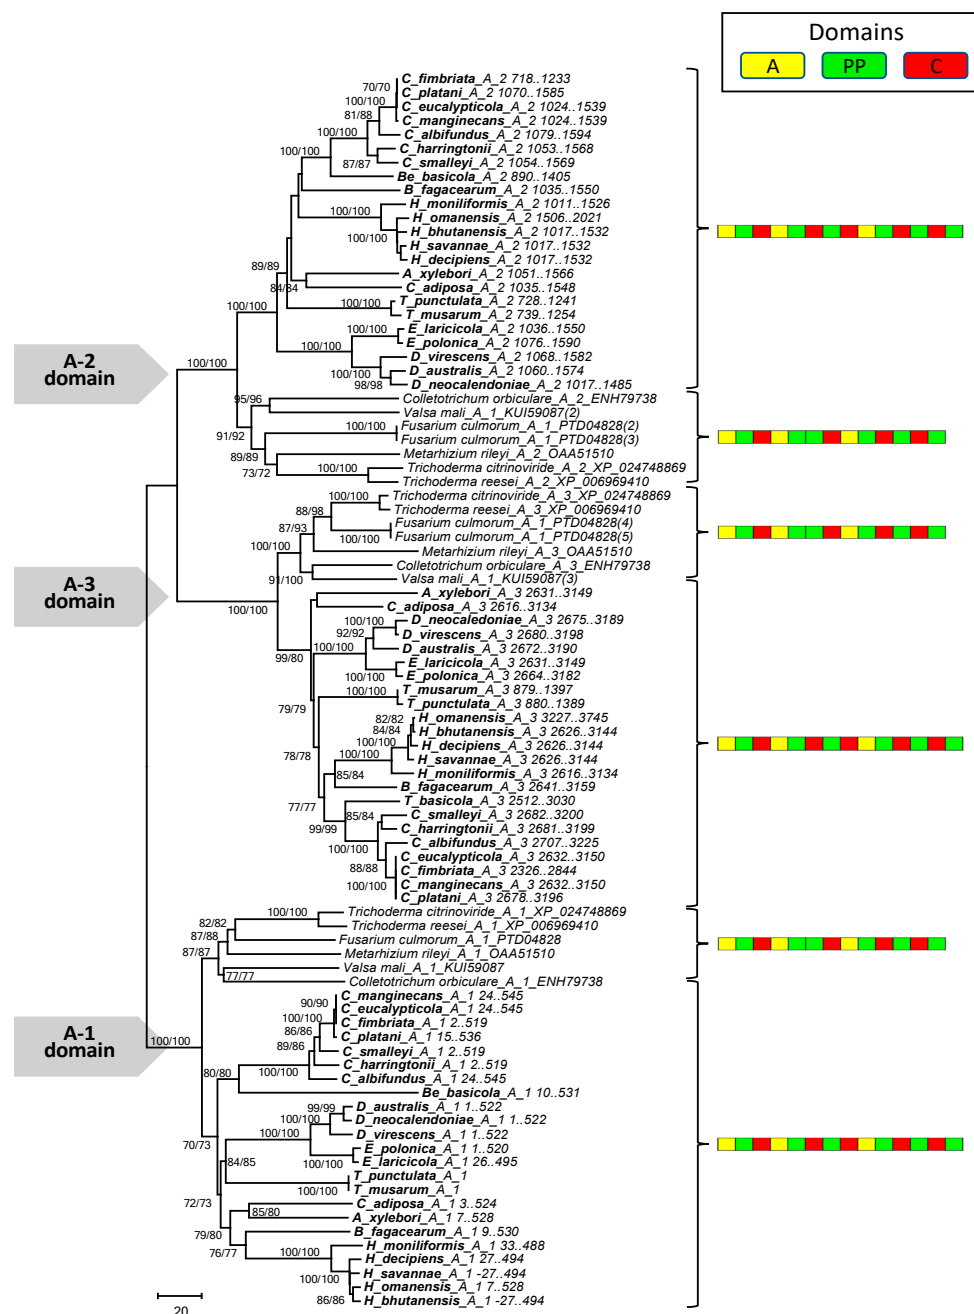 Domains
A PP C
C_fimbriata_A_2 718..1233
70/70
C_platani_A_2 1070..1585
100/100
C_eucalypticola_A_2 1024..1539
81/88
C_manginecans_A_2 1024..1539
100/100
C_albifundus_A_2 1079..1594
C_harringtonii_A_2 1053..1568
100/100
87/87
C_smalleyi_A_2 1054..1569
Be_basicola_A_2 890..1405
B_fagacearum_A_2 1035..1550
H_moniliformis_A_2 1011..1526
100/100
H_omanensis_A_2 1506..2021
100/100
H_bhutanensis_A_2 1017..1532
H_savannae_A_2 1017..1532
H_decipiens_A_2 1017..1532
89/89
A_xylebori_A_2 1051..1566
84/84
C_adiposa_A_2 1035..1548
100/100
T_punctulata_A_2 728..1241
100/100
T_musarum_A_2 739..1254
100/100
E_laricicola_A_2 1036..1550
E_polonica_A_2 1076..1590
100/100
D_virescens_A_2 1068..1582
A-2
domain
100/100
100/100
D_australis_A_2 1060..1574
98/98
D_neocalendoniae_A_2 1017..1485
95/96
Colletotrichum orbiculare_A_2_ENH79738
Valsa mali_A_1_KUI59087(2)
91/92
Fusarium culmorum_A_1_PTD04828(2)
100/100
Fusarium culmorum_A_1_PTD04828(3)
89/89
Metarhizium rileyi_A_2_OAA51510
73/72
Trichoderma citrinoviride_A_2_XP_024748869
100/100
Trichoderma reesei_A_2_XP_006969410
88/98
100/100
Trichoderma citrinoviride_A_3_XP_024748869
Trichoderma reesei_A_3_XP_006969410
87/93
Fusarium culmorum_A_1_PTD04828(4)
100/100
Fusarium culmorum_A_1_PTD04828(5)
100/100
Metarhizium rileyi_A_3_OAA51510
Colletotrichum orbiculare_A_3_ENH79738
91/100
Valsa mali_A_1_KUI59087(3)
A-3
domain
A_xylebori_A_3 2631..3149
100/100
C_adiposa_A_3 2616..3134
100/100
D_neocaledoniae_A_3 2675..3189
92/92
D_virescens_A_3 2680..3198
100/100
D_australis_A_3 2672..3190
99/80
E_laricicola_A_3 2631..3149
100/100
E_polonica_A_3 2664..3182
T_musarum_A_3 879..1397
100/100
79/79
T_punctulata_A_3 880..1389
82/82
H_omanensis_A_3 3227..3745
84/84
H_bhutanensis_A_3 2626..3144
100/100
H_decipiens_A_3 2626..3144
78/78
100/100
H_savannae_A_3 2626..3144
85/84
H_moniliformis_A_3 2616..3134
B_fagacearum_A_3 2641..3159
77/77
T_basicola_A_3 2512..3030
85/84
C_smalleyi_A_3 2682..3200
99/99
C_harringtonii_A_3 2681..3199
100/100
C_albifundus_A_3 2707..3225
88/88
C_eucalypticola_A_3 2632..3150
C_fimbriata_A_3 2326..2844
100/100
C_manginecans_A_3 2632..3150
C_platani_A_3 2678..3196
100/100
Trichoderma citrinoviride_A_1_XP_024748869
82/82
Trichoderma reesei_A_1_XP_006969410
87/88
Fusarium culmorum_A_1_PTD04828
87/87
Metarhizium rileyi_A_1_OAA51510
Valsa mali_A_1_KUI59087
77/77
Colletotrichum orbiculare_A_1_ENH79738
C_manginecans_A_1 24..545
90/90
C_eucalypticola_A_1 24..545
100/100
C_fimbriata_A_1 2..519
86/86
C_platani_A_1 15..536
A-1
domain
100/100
89/86
C_smalleyi_A_1 2..519
C_harringtonii_A_1 2..519
80/80
100/100
C_albifundus_A_1 24..545
Be_basicola_A_1 10..531
99/99
D_australis_A_1 1..522
100/100
D_neocalendoniae_A_1 1..522
70/73
100/100
D_virescens_A_1 1..522
E_polonica_A_1 1..520
84/85
100/100
E_laricicola_A_1 26..495
T_punctulata_A_1
100/100
T_musarum_A_1
72/73
C_adiposa_A_1 3..524
85/80
A_xylebori_A_1 7..528
79/80
B_fagacearum_A_1 9..530
76/77
100/100
H_moniliformis_A_1 33..488
H_decipiens_A_1 27..494
100/100
H_savannae_A_1 -27..494
H_omanensis_A_1 7..528
86/86
H_bhutanensis_A_1 -27..494
20